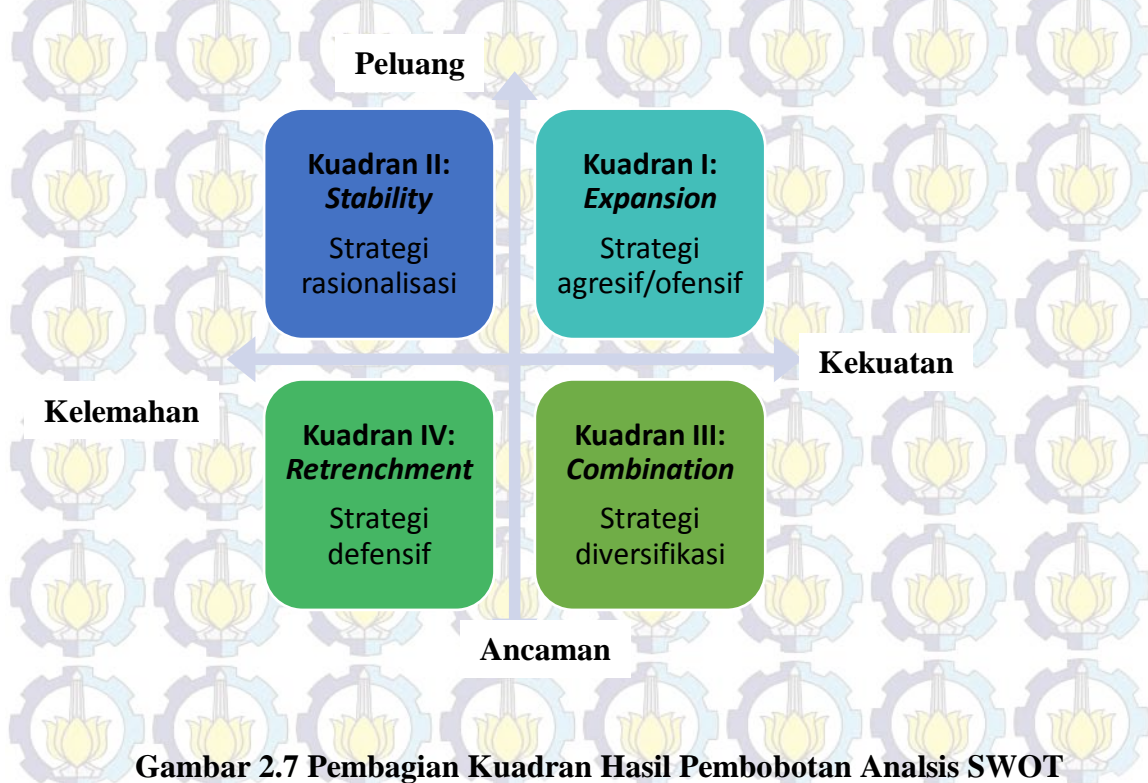 Peluang
Kuadran II:
Stability
Strategi
rasionalisasi
Kuadran I:
Expansion
Strategi
agresif/ofensif
Kekuatan
Kelemahan
Kuadran IV:
Retrenchment
Strategi
defensif
Kuadran III:
Combination
Strategi
diversifikasi
Ancaman
Gambar 2.7 Pembagian Kuadran Hasil Pembobotan Analsis SWOT